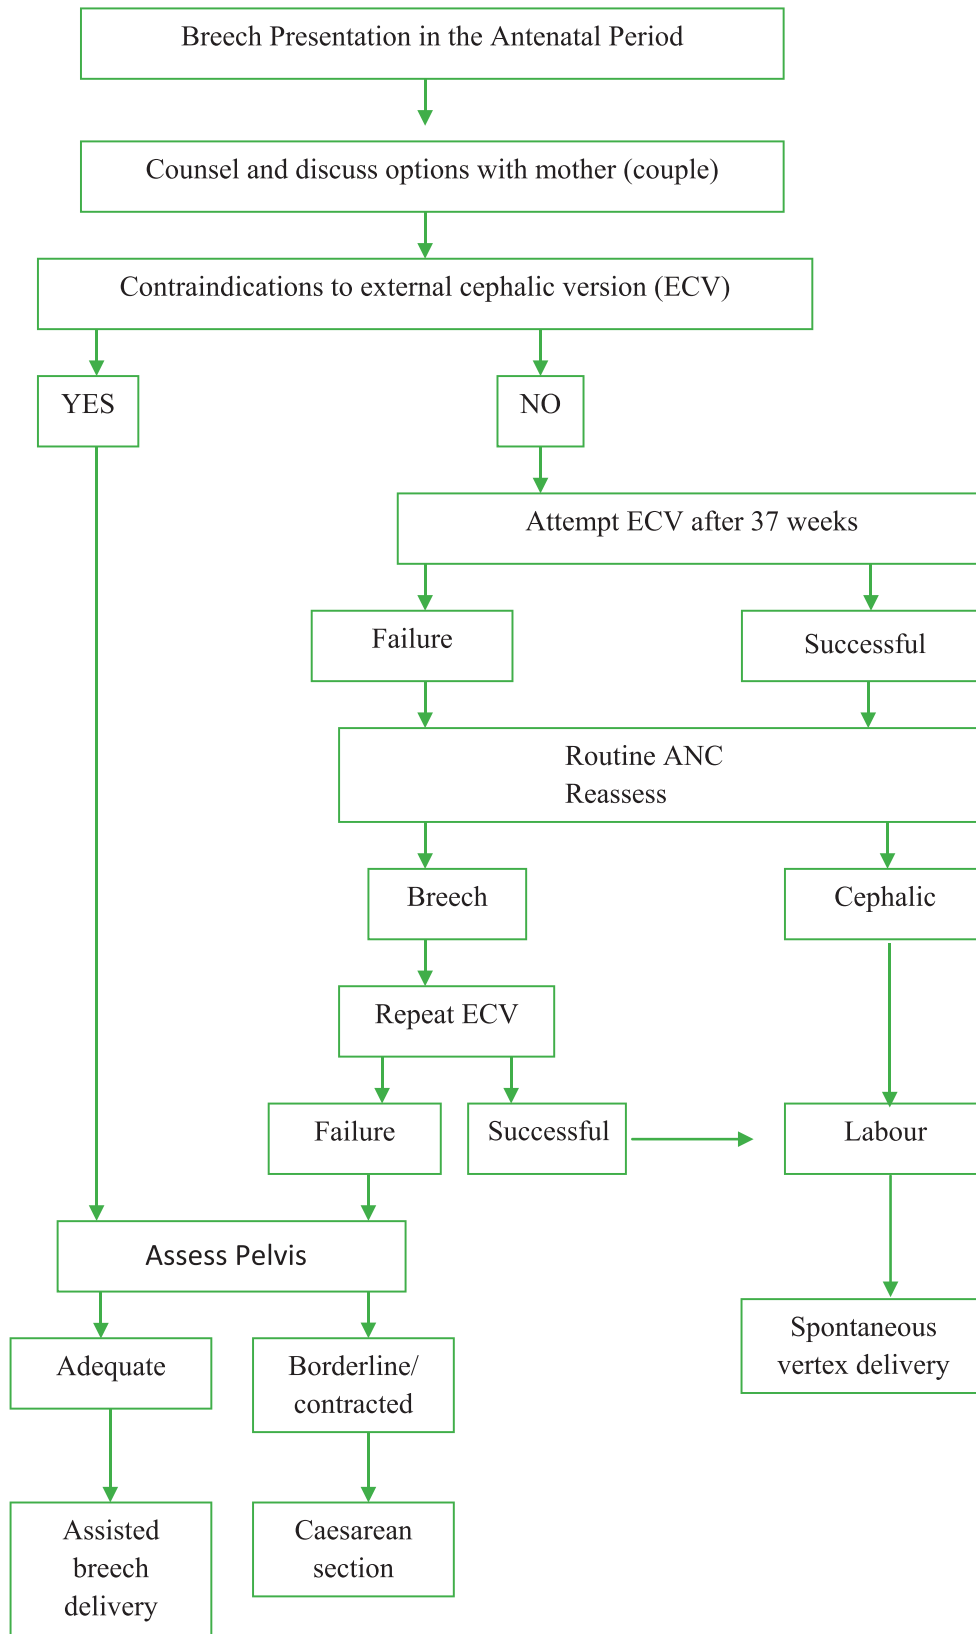 Breech Presentation in the Antenatal Period
Counsel and discuss options with mother (couple)
Contraindications to external cephalic version (ECV)
YES
NO
Attempt ECV after 37 weeks
Failure
Successful
Routine ANC
Reassess
Breech
Cephalic
Repeat ECV
Failure
Successful
Labour
Assess Pelvis
Adequate
Borderline/
contracted
Spontaneous
vertex delivery
Assisted
breech
delivery
Caesarean
section